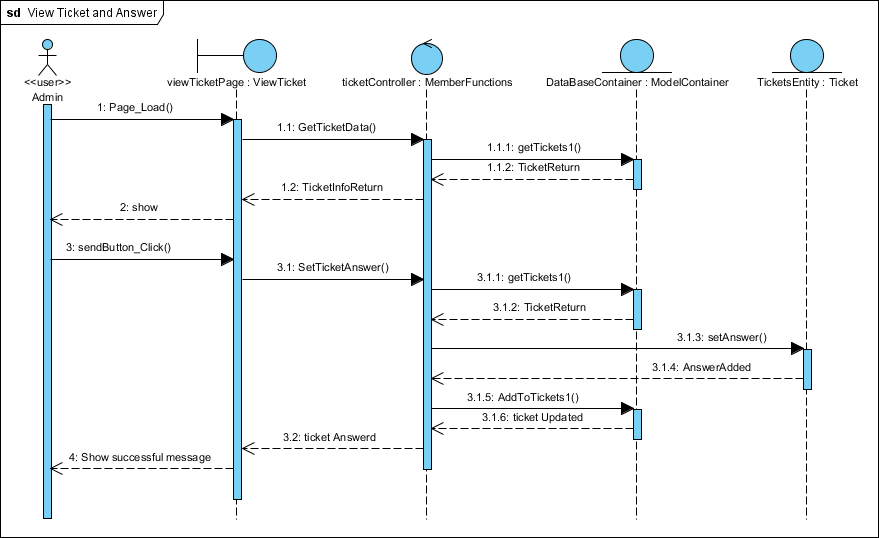 sd View Ticket and Answer
<<user>>
Admin
viewTicketPage : ViewTicket
ticketController : MemberFunctions
DataBaseContainer : ModelContainer
TicketsEntity : Ticket
1: Page_Load()
1.1: GetTicketData()
1.1.1: getTickets1()
1.1.2: TicketReturn
1.2: TicketInfoReturn
2: show
3: sendButton_Click()
3.1: SetTicketAnswer()
3.1.1: getTickets1()
3.1.2: TicketReturn
3.1.3: setAnswer()
3.1.4: AnswerAdded
3.1.5: AddToTickets1()
3.1.6: ticket Updated
3.2: ticket Answerd
4: Show successful message